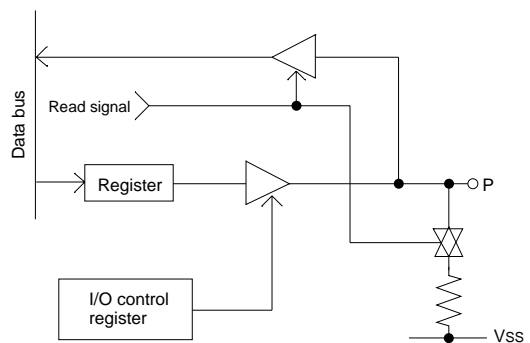 Data bus
Read signal
Register
P
I/O control
register
VSS